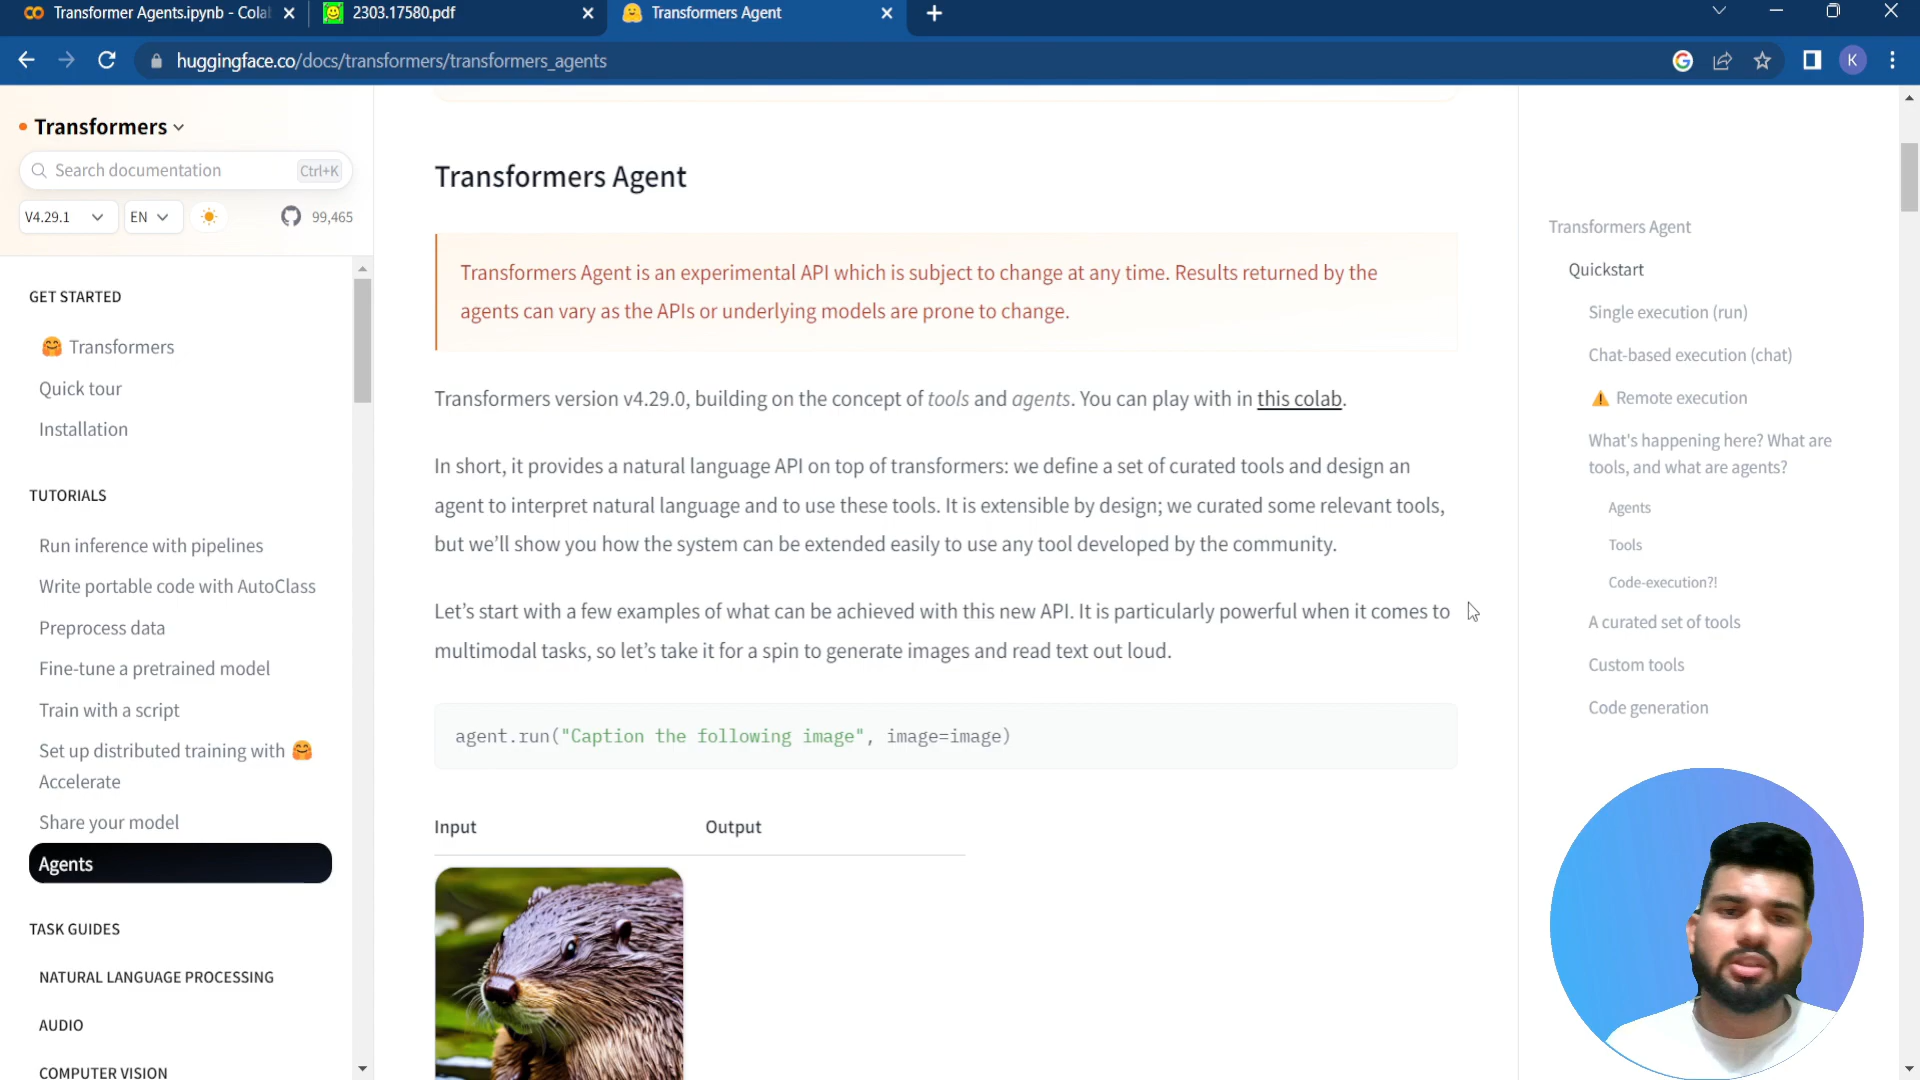 Transformer Agents.ipynb - Cola
2303.17580.pdf
Transformers Agent
huggingface.co/docs/transformers/transformers_agents
K
Transformers
Search documentation
Ctrl+K
V4.29.1
EN
99,465
GET STARTED
Transformers
Quick tour
Installation
TUTORIALS
Run inference with pipelines
Write portable code with AutoClass
Preprocess data
Fine-tune a pretrained model
Train with a script
Set up distributed training with 🤗
Accelerate
Share your model
Agents
TASK GUIDES
NATURAL LANGUAGE PROCESSING
AUDIO
COMPUTER VISION
Transformers Agent
Transformers Agent is an experimental API which is subject to change at any time. Results returned by the
agents can vary as the APIs or underlying models are prone to change.
Transformers version v4.29.0, building on the concept of tools and agents. You can play with in this colab.
In short, it provides a natural language API on top of transformers: we define a set of curated tools and design an
agent to interpret natural language and to use these tools. It is extensible by design; we curated some relevant tools,
but we'll show you how the system can be extended easily to use any tool developed by the community.
Let's start with a few examples of what can be achieved with this new API. It is particularly powerful when it comes to
multimodal tasks, so let's take it for a spin to generate images and read text out loud.
agent.run("Caption the following image", image=image)
Input Output
Transformers Agent
Quickstart
Single execution (run)
Chat-based execution (chat)
⚠️ Remote execution
What's happening here? What are
tools, and what are agents?
Agents
Tools
Code-execution?!
A curated set of tools
Custom tools
Code generation